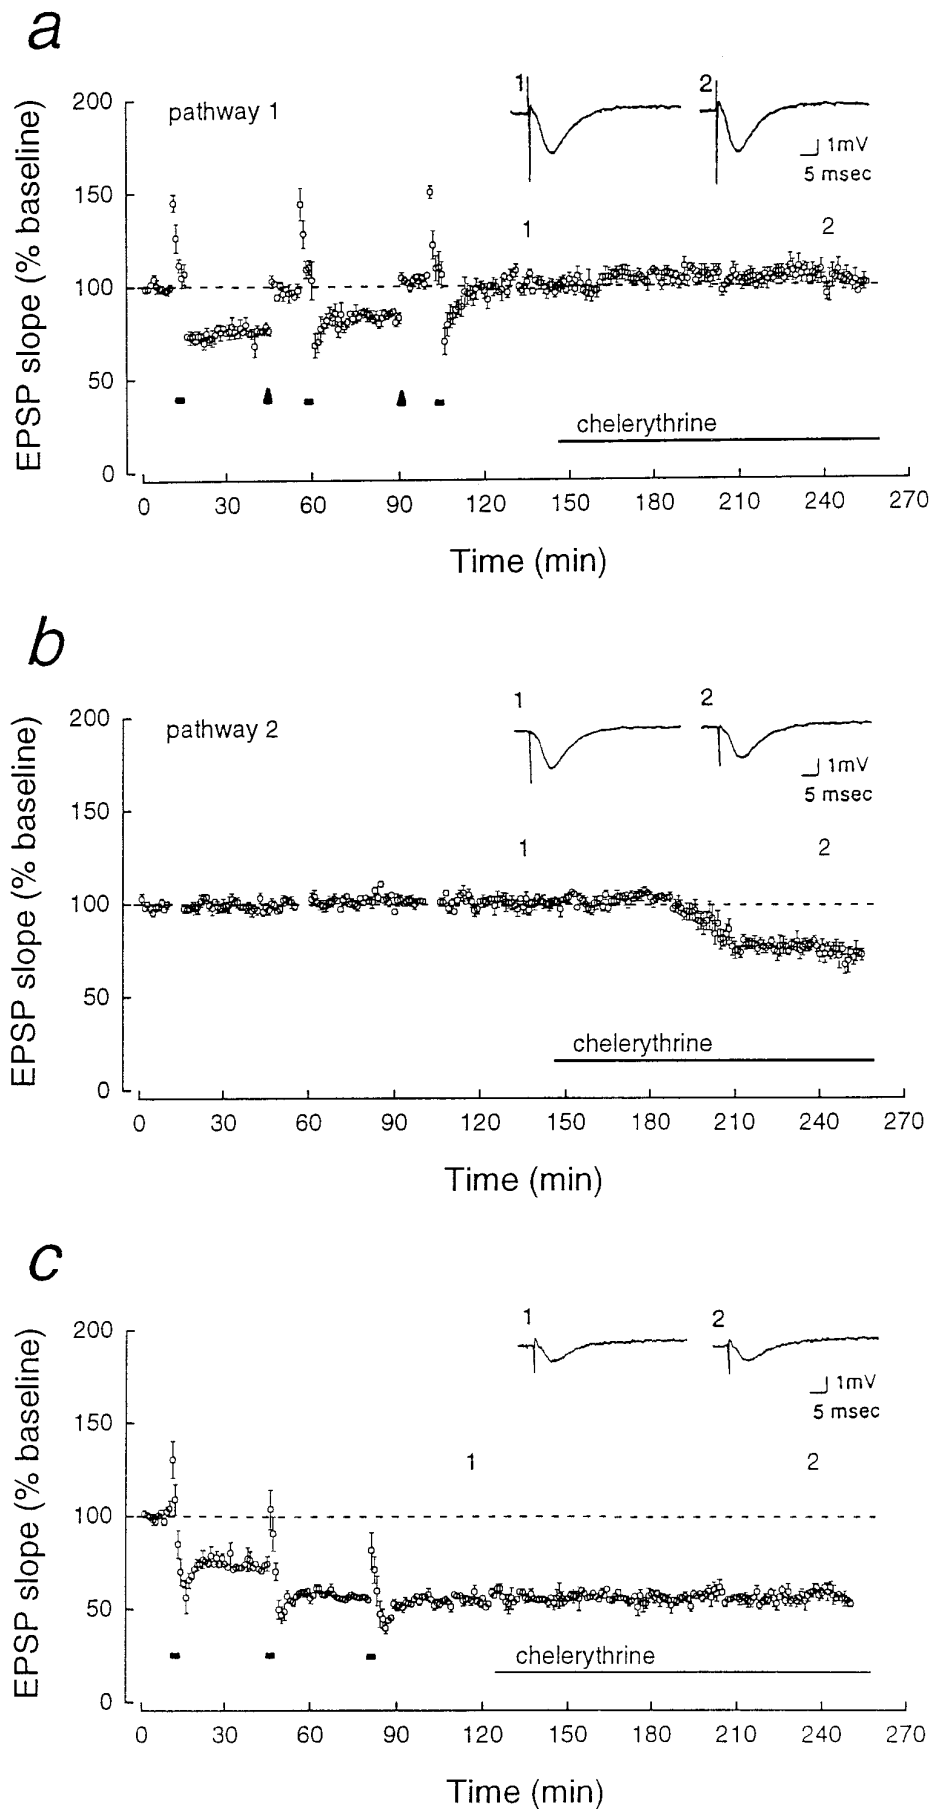 a
pathway 1
1
2
1mV
5 msec
1
2
200
150
100
50
0
EPSP slope (% baseline)
chelerythrine
0 30 60 90 120 150 180 210 240 270
Time (min)
b
pathway 2
1
2
1mV
5 msec
1
2
200
150
100
50
0
EPSP slope (% baseline)
chelerythrine
0 30 60 90 120 150 180 210 240 270
Time (min)
c
1
2
1mV
5 msec
1
2
200
150
100
50
0
EPSP slope (% baseline)
chelerythrine
0 30 60 90 120 150 180 210 240 270
Time (min)